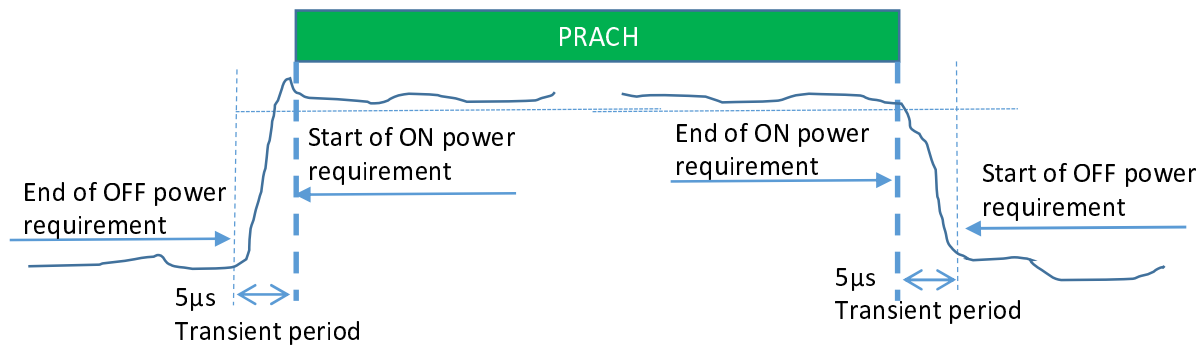 PRACH
Start of ON power
requirement
End of ON power
requirement
End of OFF power
requirement
Start of OFF power
requirement
5µs
Transient period
5µs
Transient period